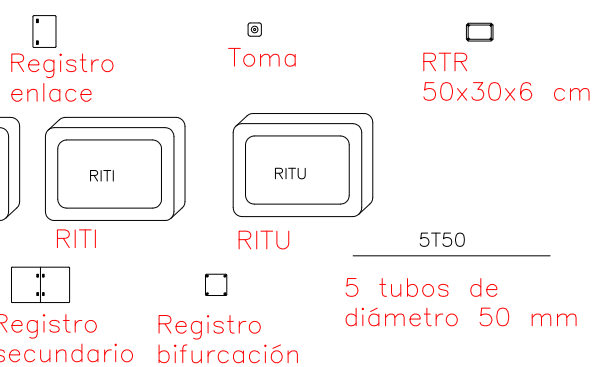 Registro
enlace
Toma
RTR
50x30x6 cm
RITI
RITI
RITU
RITU
5T50
5 tubos de
diámetro 50 mm
Registro
secundario
Registro
bifurcación